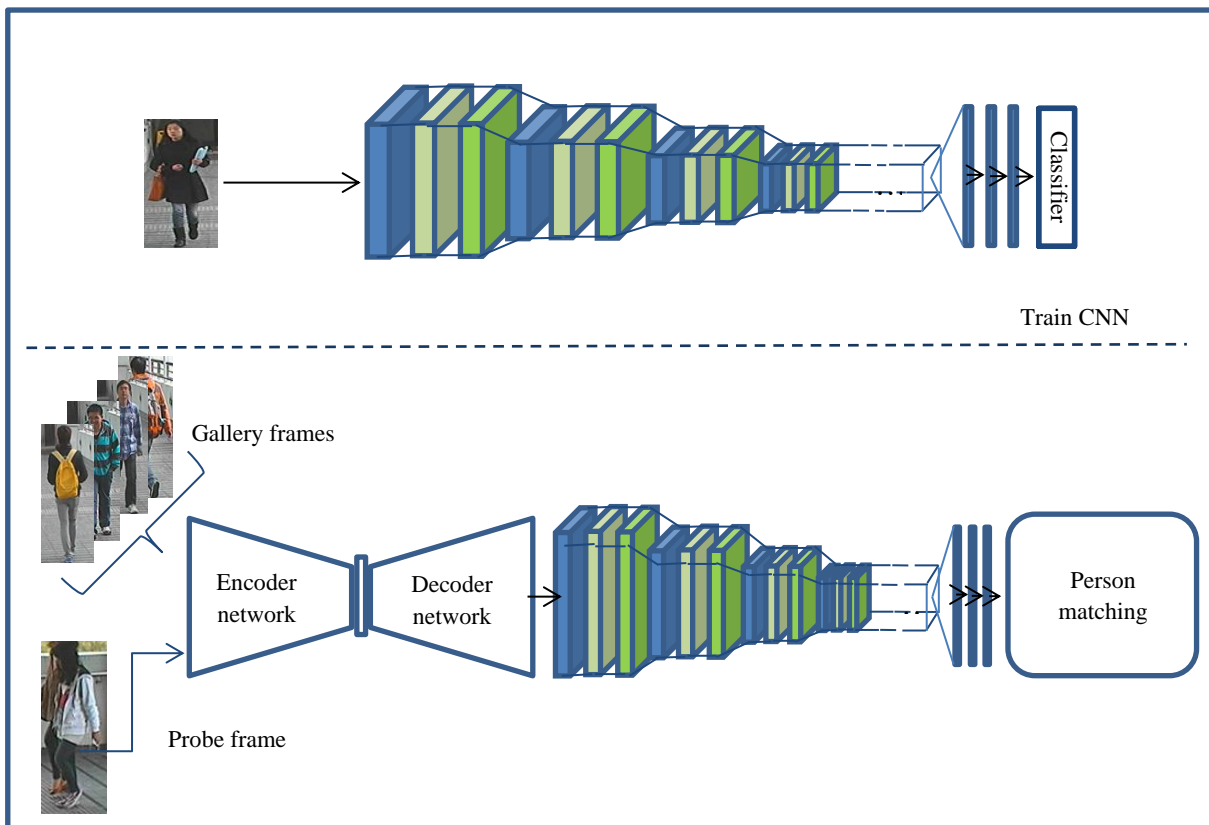 Classifier
Train CNN
Gallery frames
Encoder
network
Decoder
network
Person
matching
Probe frame